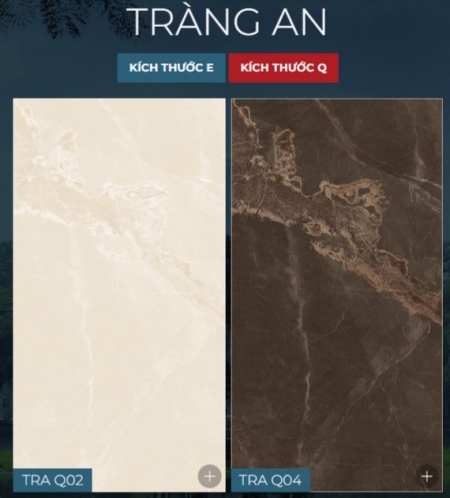 TRÀNG AN
KÍCH THƯỚC E
KÍCH THƯỚC Q
TRA Q02
TRA Q04